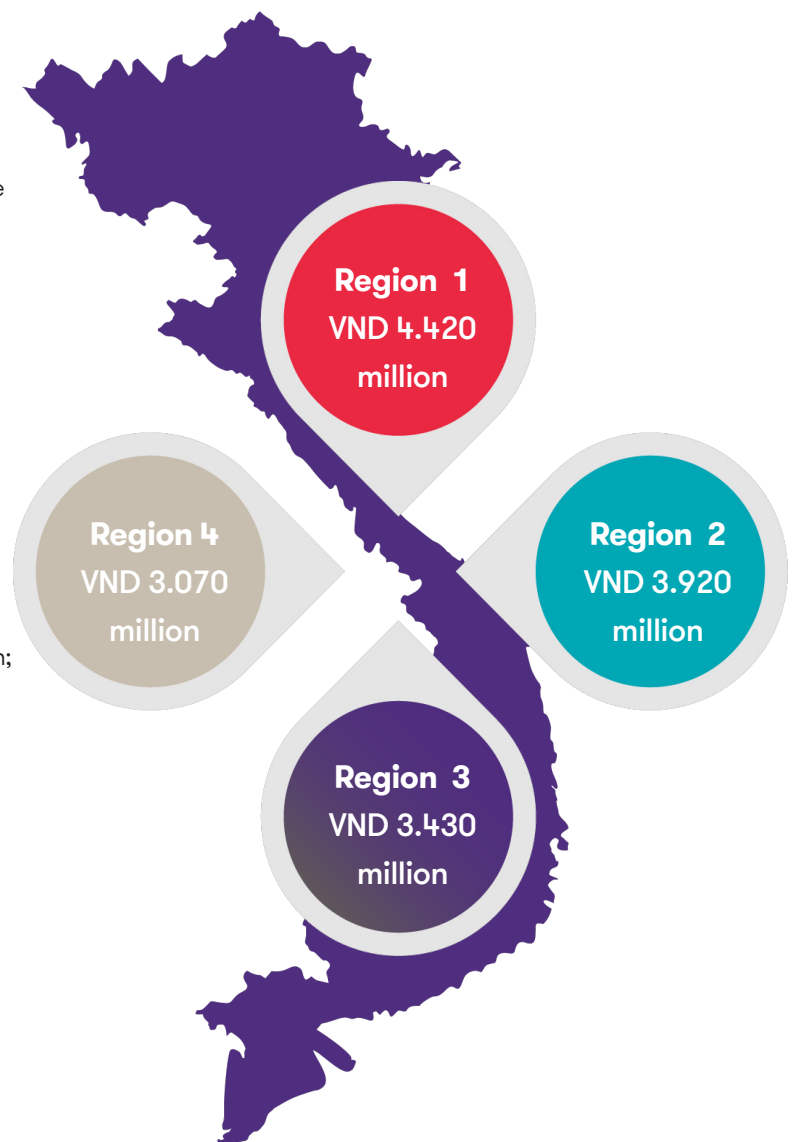 e
Region 1
VND 4.420
million
Region 4
VND 3.070
million
Region 2
VND 3.920
million
n;
Region 3
VND 3.430
million